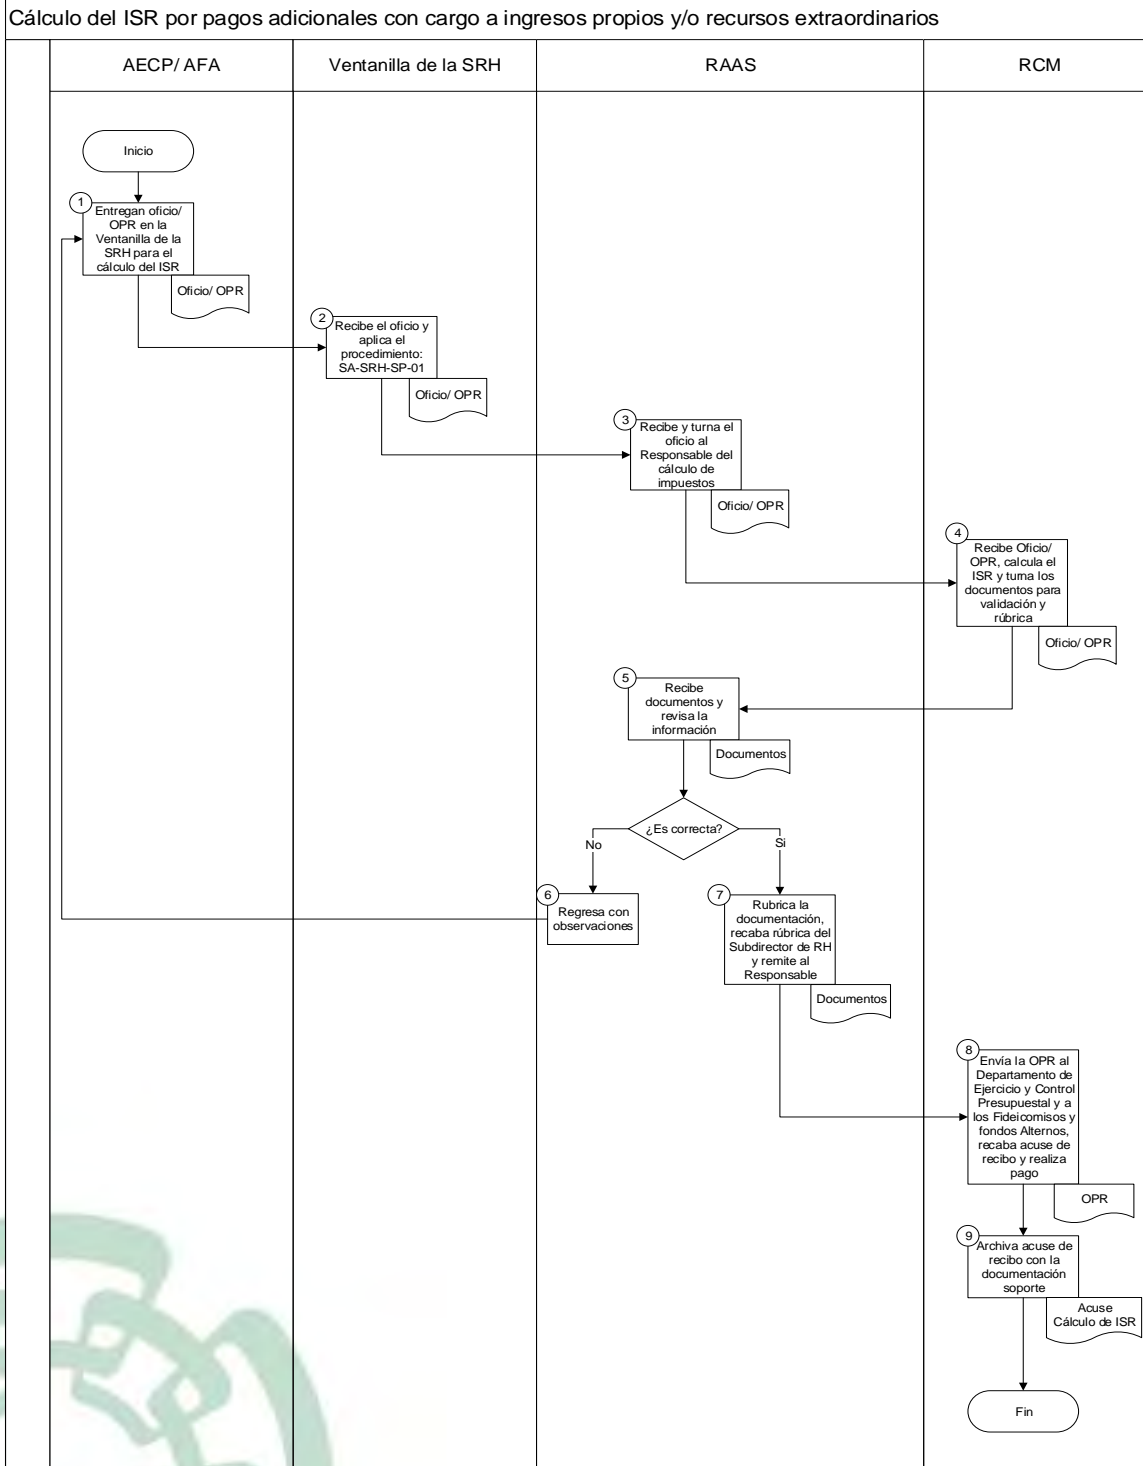 Cálculo del ISR por pagos adicionales con cargo a ingresos propios y/o recursos extraordinarios
AECP/ AFA
Ventanilla de la SRH
RAAS
RCM
Inicio
1
Entregan oficio/
OPR en la
Ventanilla de la
SRH para el
cálculo del ISR
Oficio/ OPR
2
Recibe el oficio y
aplica el
procedimiento:
SA-SRH-SP-01
Oficio/ OPR
3
Recibe y turna el
oficio al
Responsable del
cálculo de
impuestos
Oficio/ OPR
4
Recibe Oficio/
OPR, calcula el
ISR y turna los
documentos para
validación y
rúbrica
Oficio/ OPR
5
Recibe
documentos y
revisa la
información
Documentos
¿Es correcta?
No
Si
6
Regresa con
observaciones
7
Rubrica la
documentación,
recaba rúbrica del
Subdirector de RH
y remite al
Responsable
Documentos
8
Envía la OPR al
Departamento de
Ejercicio y Control
Presupuestal y a
los Fideicomisos y
fondos Alternos,
recaba acuse de
recibo y realiza
pago
OPR
9
Archiva acuse de
recibo con la
documentación
soporte
Acuse
Cálculo de ISR
Fin